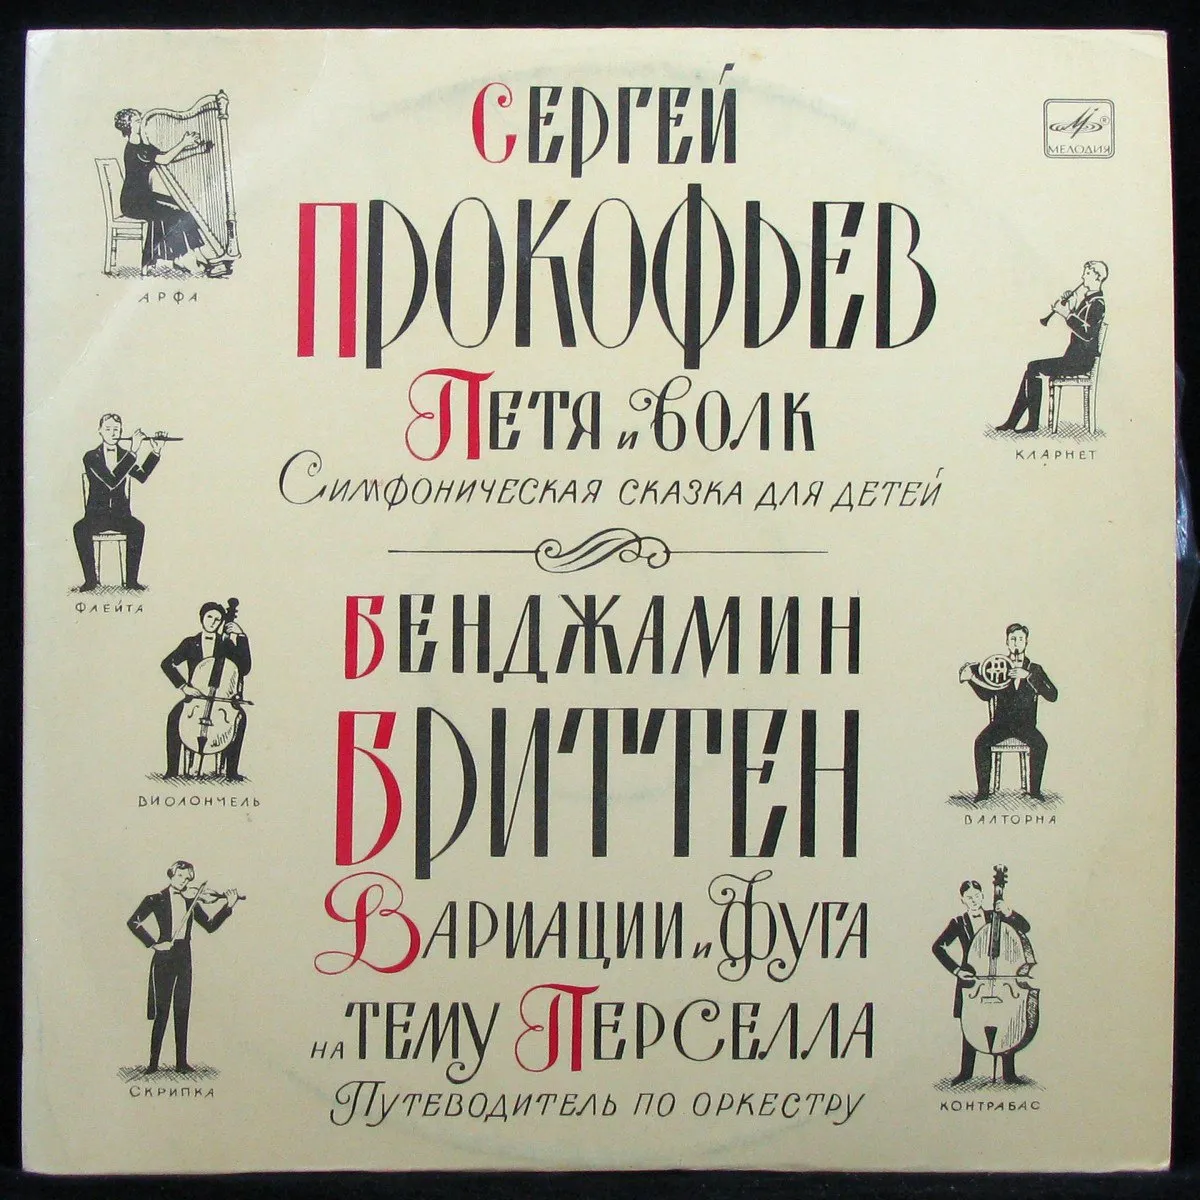 Сергей
Прокофьев
Петя и волк
Симфоническая сказка для детей
Бенджамин
Бриттен
Вариации и Фуга
на тему Перселла
Путеводитель по оркестру
АРФА
ФЛЕЙТА
ВИОЛОНЧЕЛЬ
СКРИПКА
МЕЛОДИЯ
®
КЛАРНЕТ
ВАЛТОРНА
КОНТРАБАС